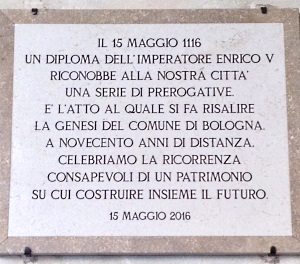 IL 15 MAGGIO 1116
UN DIPLOMA DELL'IMPERATORE ENRICO V
RICONOBBE ALLA NOSTRA CITTA'
UNA SERIE DI PREROGATIVE.
E' L'ATTO AL QUALE SI FA RISALIRE
LA GENESI DEL COMUNE DI BOLOGNA.
A NOVECENTO ANNI DI DISTANZA,
CELEBRIAMO LA RICORRENZA
CONSAPEVOLI DI UN PATRIMONIO
SU CUI COSTRUIRE INSIEME IL FUTURO.
15 MAGGIO 2016